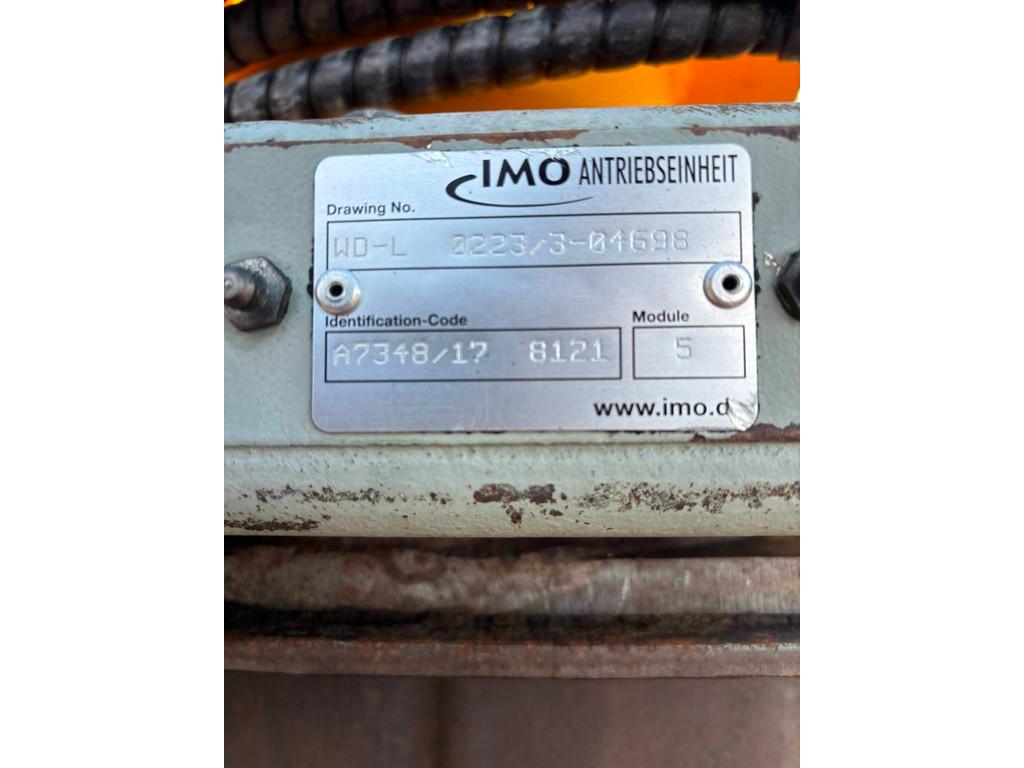 IMO ANTRIEBSEINHEIT
Drawing No.
WD-L 0223/3-04698
Identification-Code
Module
A7348/17 8121
5
www.imo.d